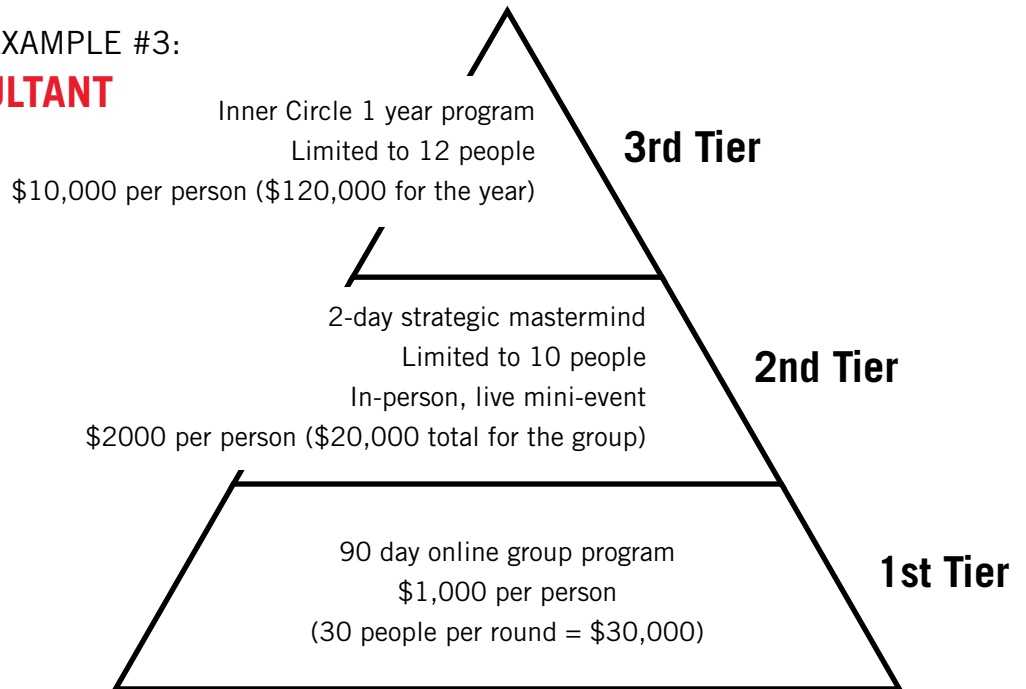 EXAMPLE #3:
ULTANT
Inner Circle 1 year program
Limited to 12 people
$10,000 per person ($120,000 for the year)
3rd Tier
2-day strategic mastermind
Limited to 10 people
In-person, live mini-event
$2000 per person ($20,000 total for the group)
2nd Tier
90 day online group program
$1,000 per person
(30 people per round = $30,000)
1st Tier